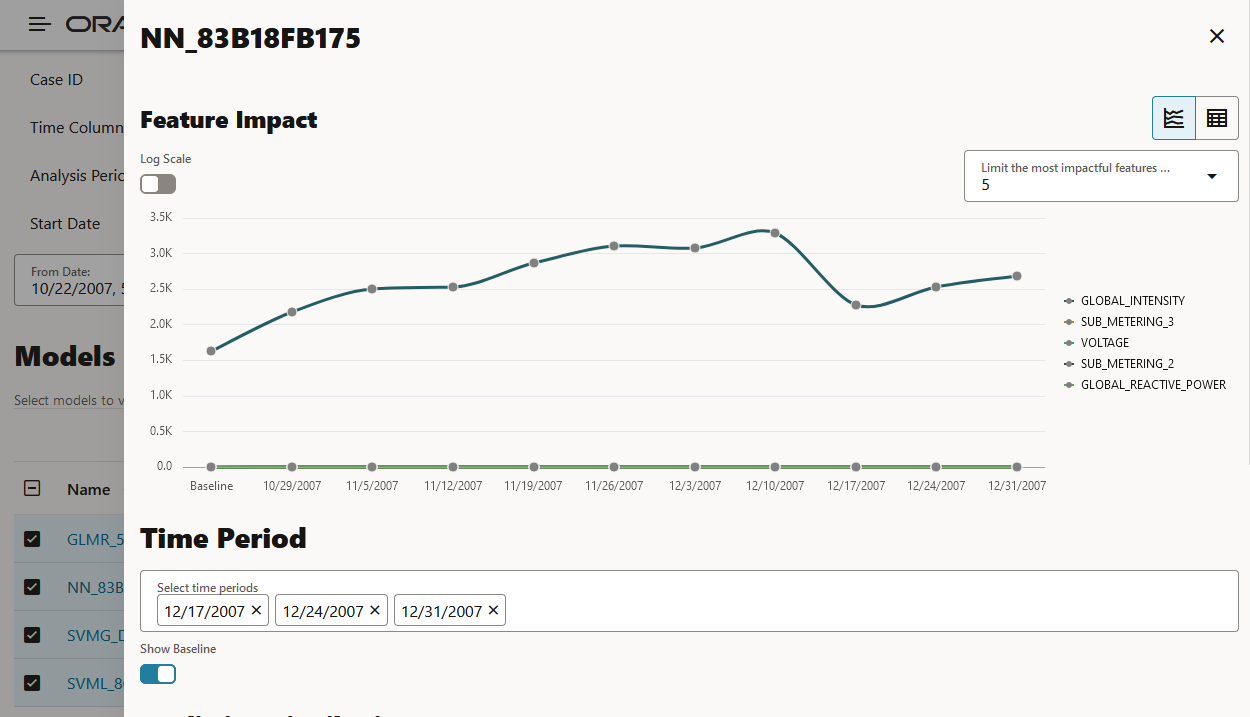 ORA
NN_83B18FB175
Case ID
Time Column
Analysis Peric
Start Date
From Date:
10/22/2007, 5
Models
Select models to v
Name
GLMR_5
NN_83B
SVMG_D
SVML_8
Feature Impact
Log Scale
Limit the most impactful features ...
5
3.5K
3.0K
2.5K
2.0K
1.5K
1.0K
0.5K
0.0
Baseline 10/29/2007 11/5/2007 11/12/2007 11/19/2007 11/26/2007 12/3/2007 12/10/2007 12/17/2007 12/24/2007 12/31/2007
GLOBAL_INTENSITY
SUB_METERING_3
VOLTAGE
SUB_METERING_2
GLOBAL_REACTIVE_POWER
Time Period
Select time periods
12/17/2007 12/24/2007 12/31/2007
Show Baseline